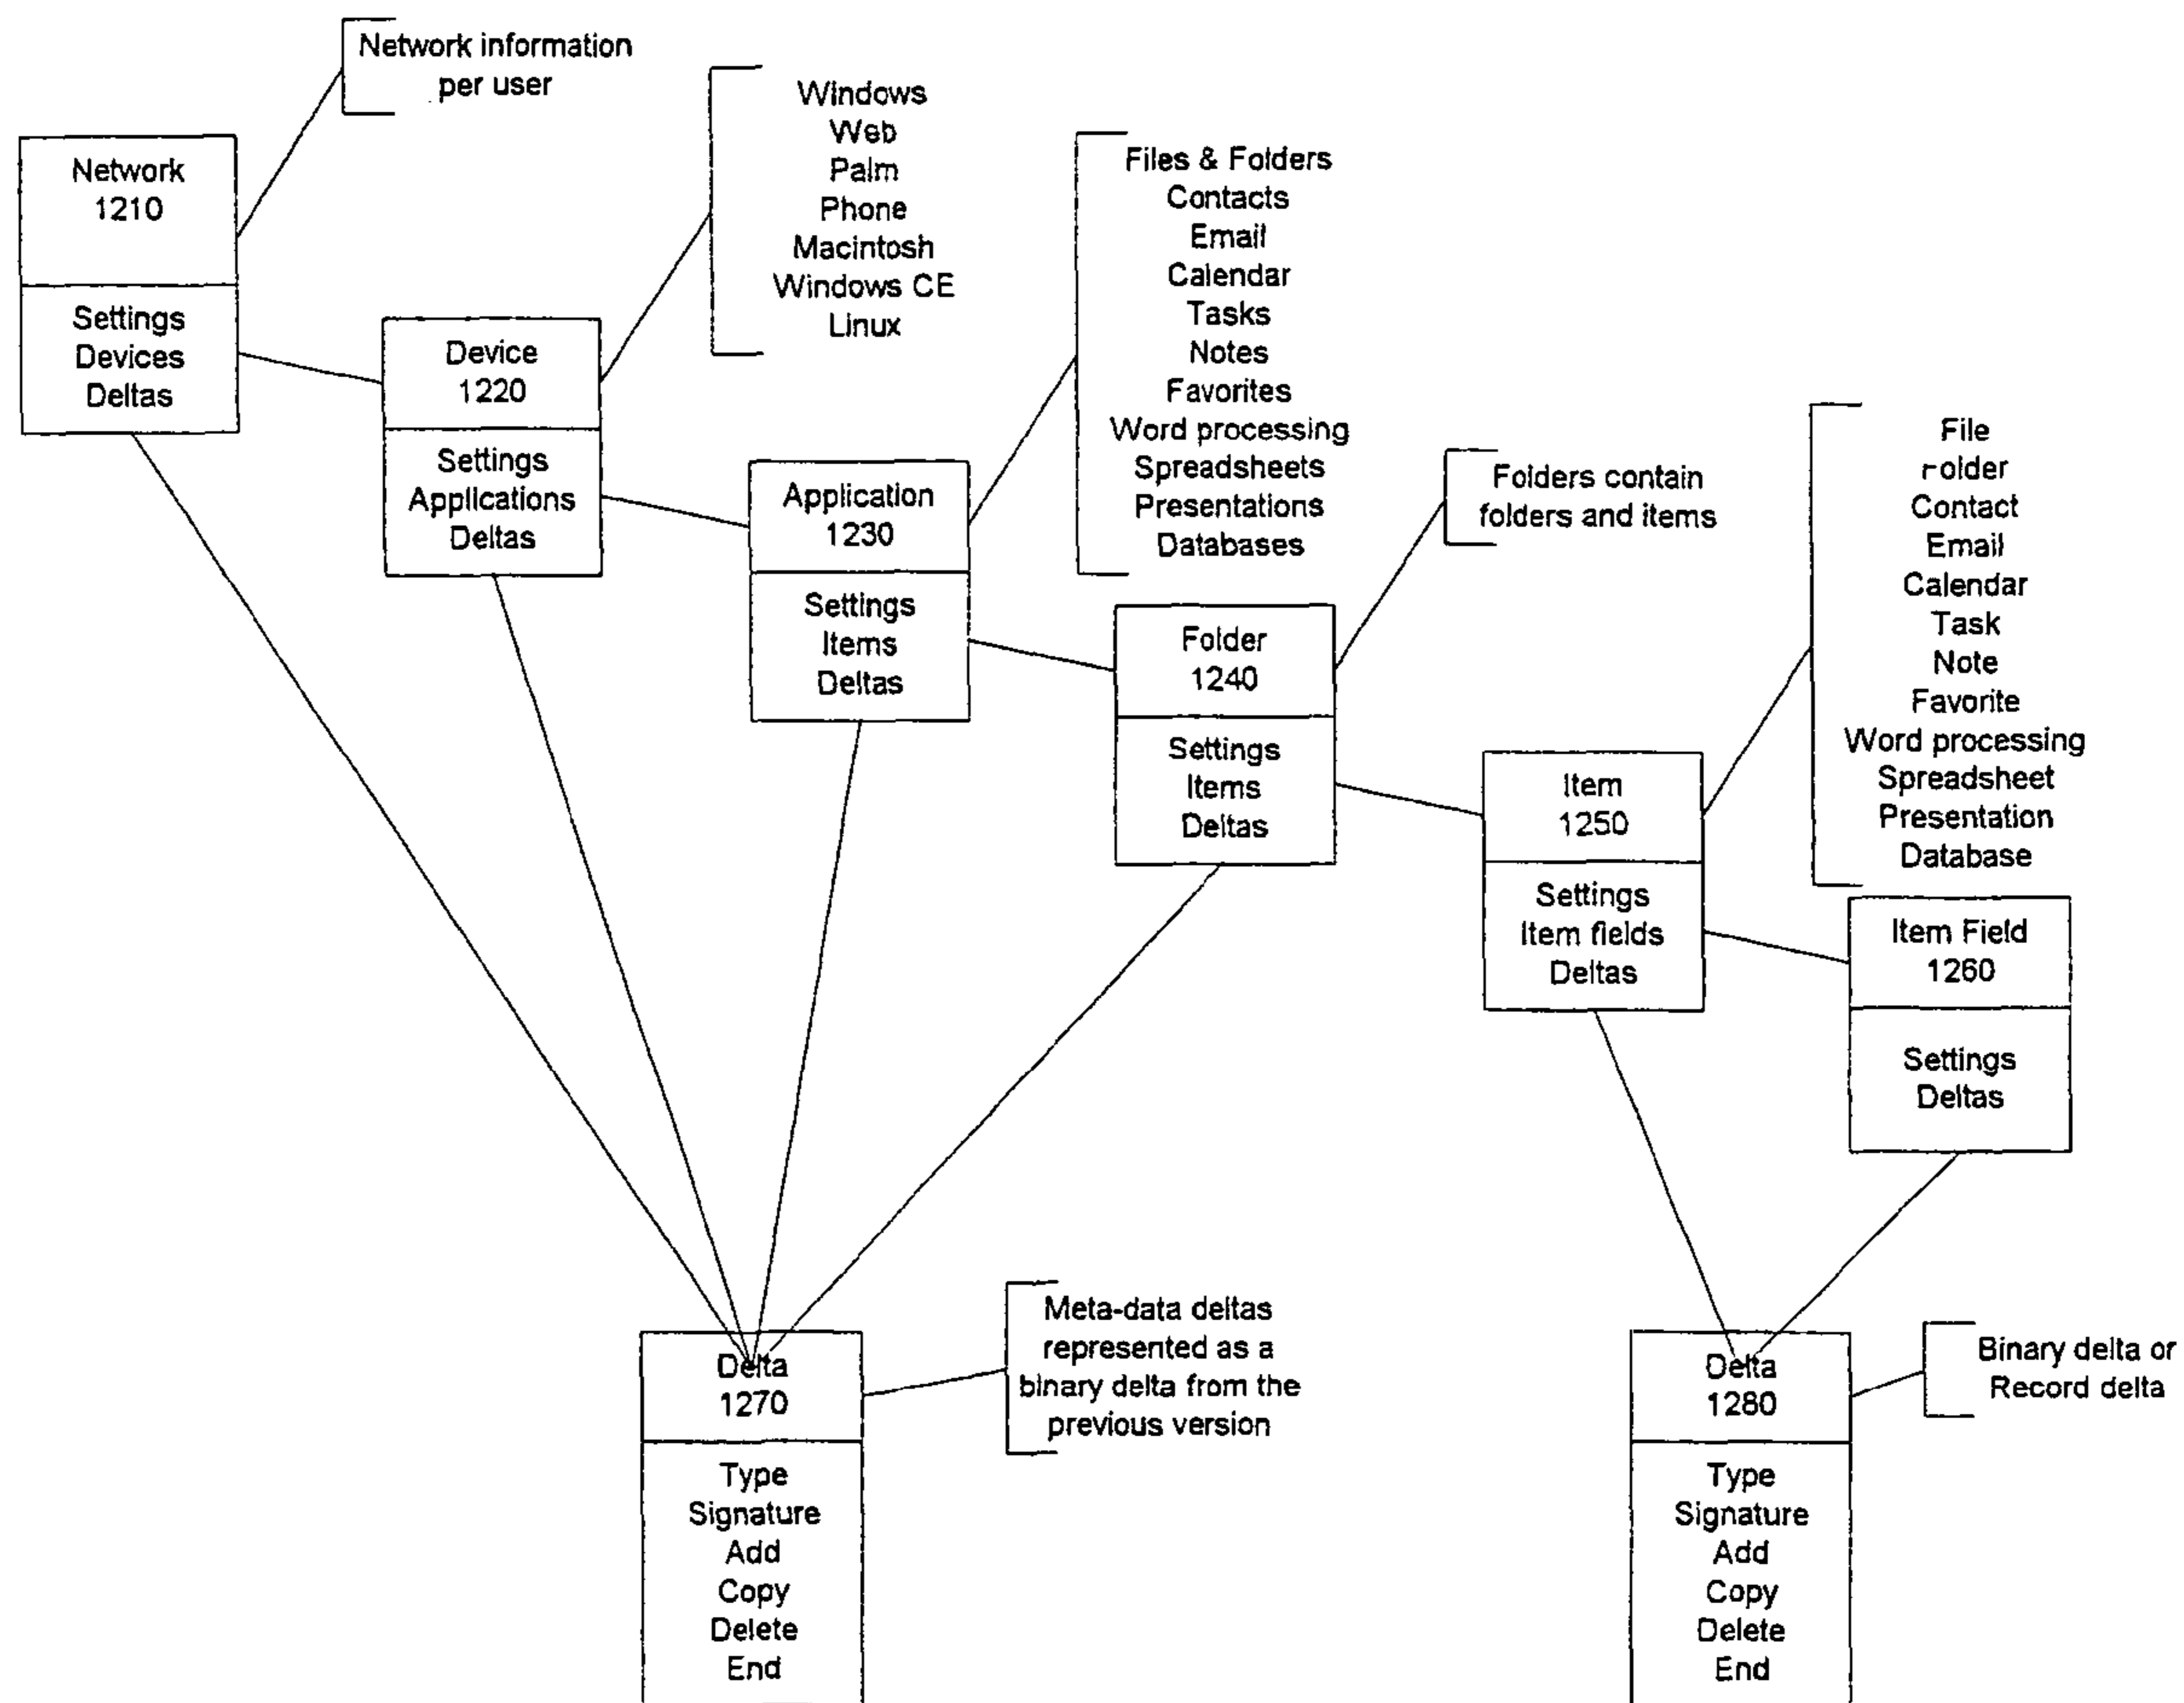 Network information
per user
Network
1210
Settings
Devices
Deltas
Windows
Web
Palm
Phone
Macintosh
Windows CE
Linux
Device
1220
Settings
Applications
Deltas
Files & Folders
Contacts
Email
Calendar
Tasks
Notes
Favorites
Word processing
Spreadsheets
Presentations
Databases
Application
1230
Settings
Items
Deltas
Folders contain
folders and items
Folder
1240
Settings
Items
Deltas
File
Folder
Contact
Email
Calendar
Task
Note
Favorite
Word processing
Spreadsheet
Presentation
Database
Item
1250
Settings
Item fields
Deltas
Item Field
1260
Settings
Deltas
Meta-data deltas
represented as a
binary delta from the
previous version
Delta
1270
Type
Signature
Add
Copy
Delete
End
Binary delta or
Record delta
Delta
1280
Type
Signature
Add
Copy
Delete
End